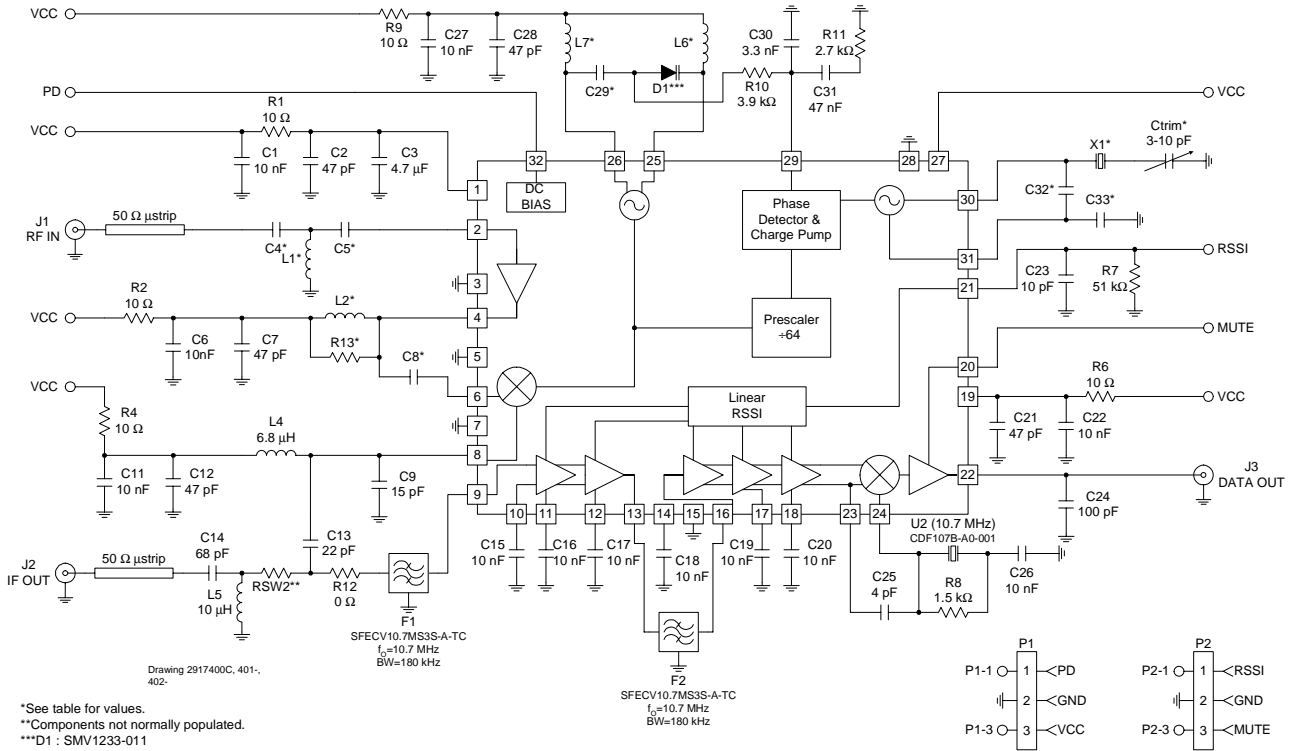 VCC
R9
10 Ω
C27
10 nF
C28
47 pF
L7*
L6*
C29*
D1***
C30
3.3 nF
R11
2.7 kΩ
R10
3.9 kΩ
C31
47 nF
PD
VCC
VCC
R1
10 Ω
C1
10 nF
C2
47 pF
C3
4.7 µF
32
26
25
29
28
27
DC
BIAS
1
Phase
Detector &
Charge Pump
30
X1*
Ctrim*
3-10 pF
C32*
C33*
J1
RF IN
50 Ω µstrip
C4*
L1*
C5*
2
3
31
21
C23
10 pF
R7
51 kΩ
RSSI
VCC
R2
10 Ω
C6
10nF
C7
47 pF
L2*
R13*
C8*
4
5
6
7
Prescaler
÷64
20
MUTE
VCC
R4
10 Ω
C11
10 nF
C12
47 pF
L4
6.8 µH
C9
15 pF
8
9
Linear
RSSI
19
R6
10 Ω
VCC
C21
47 pF
C22
10 nF
22
J3
DATA OUT
C24
100 pF
10
11
12
13
14
15
16
17
18
23
24
C15
10 nF
C16
10 nF
C17
10 nF
C18
10 nF
C19
10 nF
C20
10 nF
U2 (10.7 MHz)
CDF107B-A0-001
C25
4 pF
R8
1.5 kΩ
C26
10 nF
J2
IF OUT
50 Ω µstrip
C14
68 pF
L5
10 µH
RSW2**
C13
22 pF
R12
0 Ω
F1
SFECV10.7MS3S-A-TC
fO=10.7 MHz
BW=180 kHz
F2
SFECV10.7MS3S-A-TC
fO=10.7 MHz
BW=180 kHz
P1
P1-1
1
PD
2
GND
P1-3
3
VCC
P2
P2-1
1
RSSI
2
GND
P2-3
3
MUTE
Drawing 2917400C, 401-,
402-
*See table for values.
**Components not normally populated.
***D1 : SMV1233-011